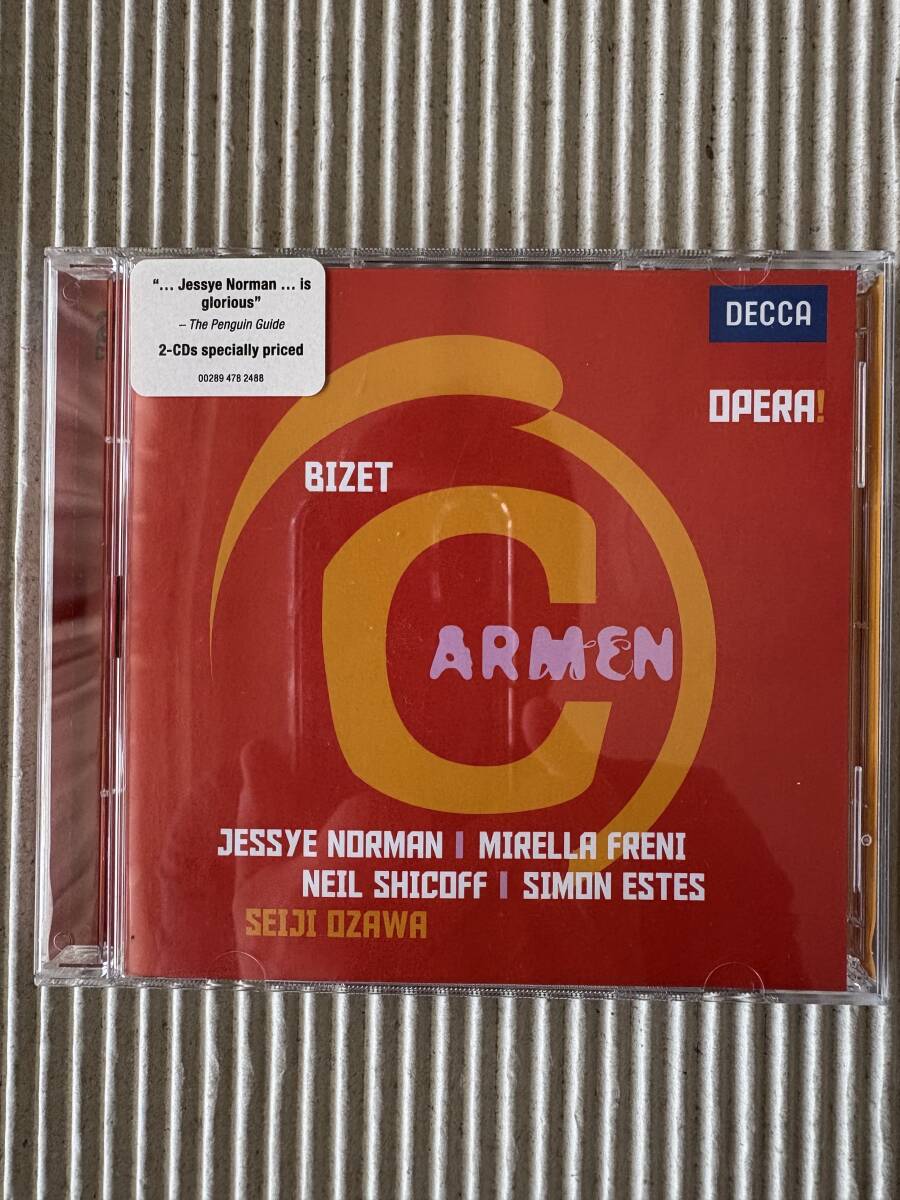 "... Jessye Norman ... is
glorious"
– The Penguin Guide
2-CDs specially priced
00289 478 2488
DECCA
OPERA!
BIZET
CARMEN
JESSYE NORMAN | MIRELLA FRENI
NEIL SHICOFF | SIMON ESTES
SEIJI OZAWA